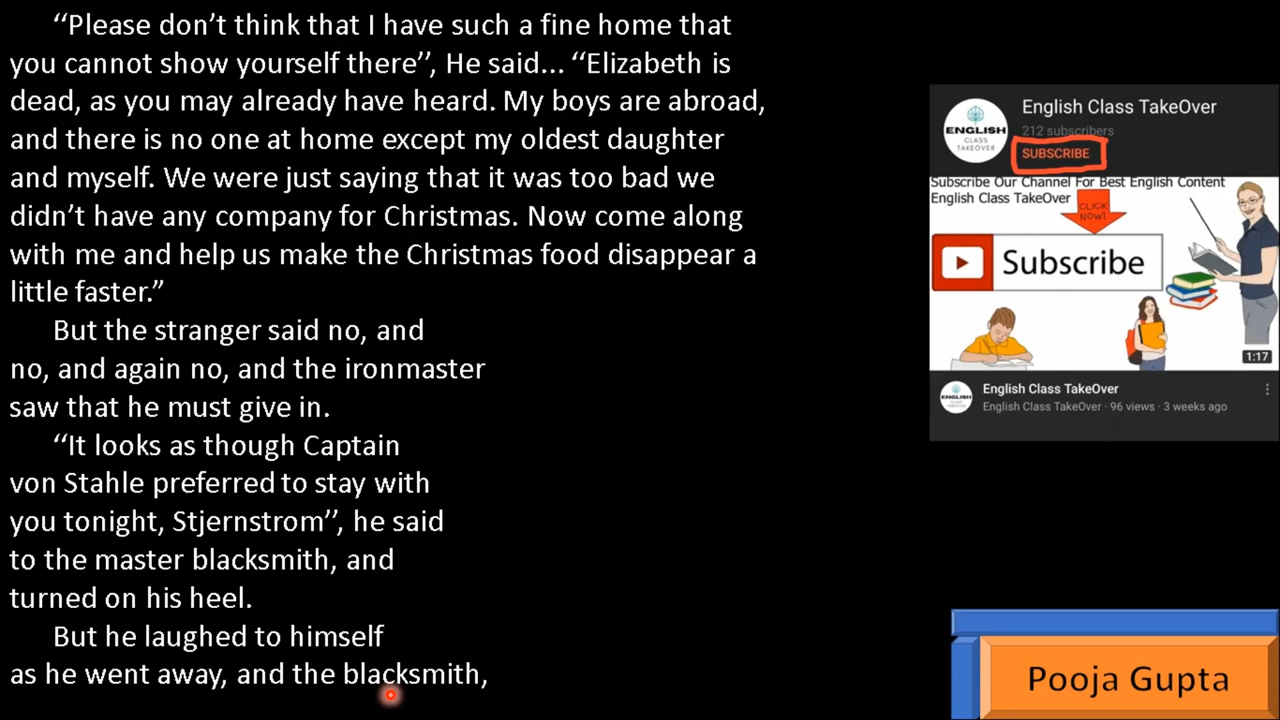 “Please don’t think that I have such a fine home that
you cannot show yourself there”, He said... “Elizabeth is
dead, as you may already have heard. My boys are abroad,
and there is no one at home except my oldest daughter
and myself. We were just saying that it was too bad we
didn’t have any company for Christmas. Now come along
with me and help us make the Christmas food disappear a
little faster.”
But the stranger said no, and
no, and again no, and the ironmaster
saw that he must give in.
“It looks as though Captain
von Stahle preferred to stay with
you tonight, Stjernstrom”, he said
to the master blacksmith, and
turned on his heel.
But he laughed to himself
as he went away, and the blacksmith,
English Class TakeOver
212 subscribers
SUBSCRIBE
ENGLISH
CLASS
TAKEOVER
Subscribe Our Channel For Best English Content
English Class TakeOver
CLICK
NOW!
Subscribe
1:17
English Class TakeOver
English Class TakeOver · 96 views · 3 weeks ago
Pooja Gupta